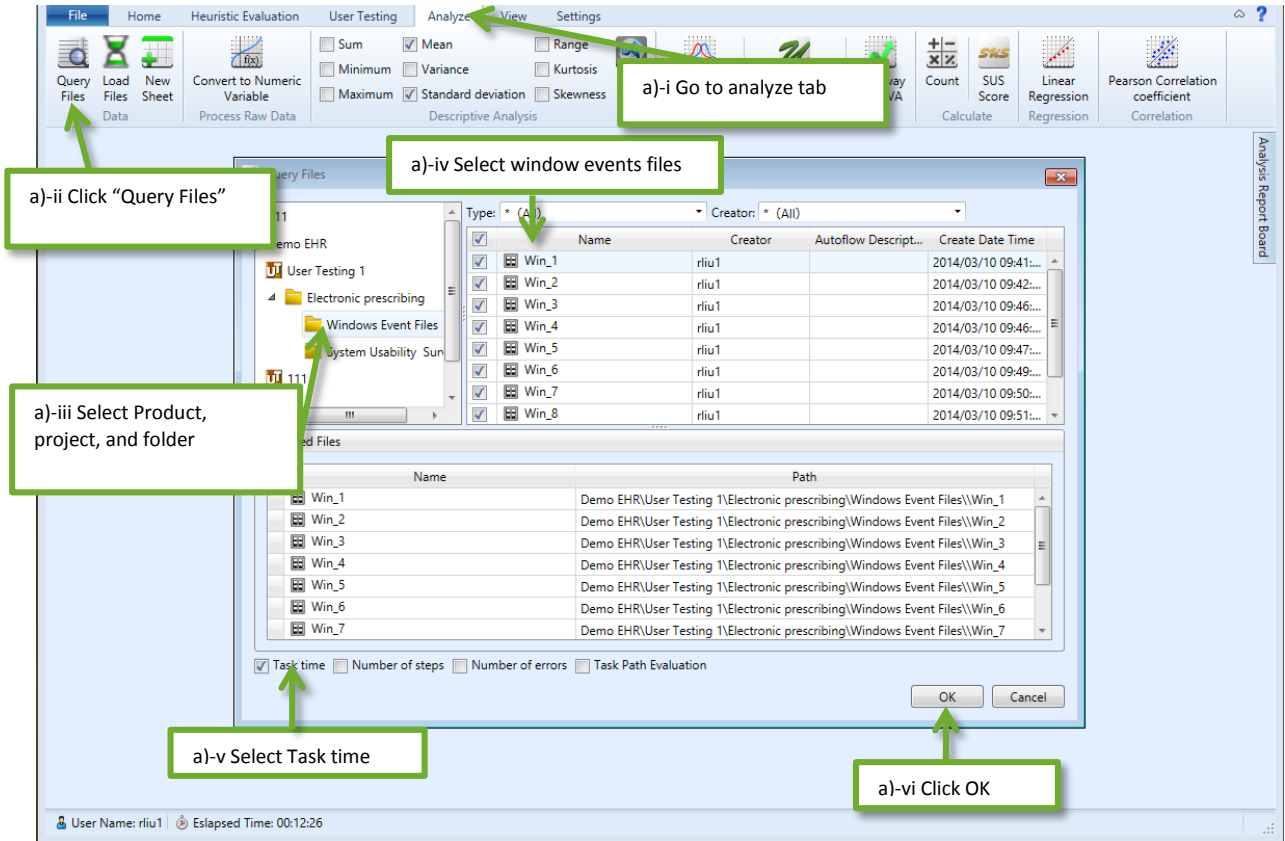 File Home Heuristic Evaluation User Testing Analyze View Settings
Sum Mean Range
Minimum Variance Kurtosis
Maximum Standard deviation Skewness
Query Files
Load Files
New Sheet
Convert to Numeric Variable
Count
SUS
SUS Score
Linear Regression
Pearson Correlation coefficient
Data Process Raw Data Descriptive Analysis Calculate Regression Correlation
a)-i Go to analyze tab
Analysis Report Board
a)-ii Click “Query Files”
a)-iv Select window events files
Files
Type: * Creator: * (All)
Name Creator Autoflow Descript... Create Date Time
User Testing 1
Electronic prescribing
Windows Event Files
System Usability
111
Win_1 rliu1 2014/03/10 09:41:...
Win_2 rliu1 2014/03/10 09:42:...
Win_3 rliu1 2014/03/10 09:46:...
Win_4 rliu1 2014/03/10 09:46:...
Win_5 rliu1 2014/03/10 09:47:...
Win_6 rliu1 2014/03/10 09:49:...
Win_7 rliu1 2014/03/10 09:50:...
Win_8 rliu1 2014/03/10 09:51:...
a)-iii Select Product,
project, and folder
Files
Name Path
Win_1 Demo EHR\User Testing 1\Electronic prescribing\Windows Event Files\\Win_1
Win_2 Demo EHR\User Testing 1\Electronic prescribing\Windows Event Files\\Win_2
Win_3 Demo EHR\User Testing 1\Electronic prescribing\Windows Event Files\\Win_3
Win_4 Demo EHR\User Testing 1\Electronic prescribing\Windows Event Files\\Win_4
Win_5 Demo EHR\User Testing 1\Electronic prescribing\Windows Event Files\\Win_5
Win_6 Demo EHR\User Testing 1\Electronic prescribing\Windows Event Files\\Win_6
Win_7 Demo EHR\User Testing 1\Electronic prescribing\Windows Event Files\\Win_7
Task time Number of steps Number of errors Task Path Evaluation
OK Cancel
a)-v Select Task time
a)-vi Click OK
User Name: rliu1 Eslapsed Time: 00:12:26